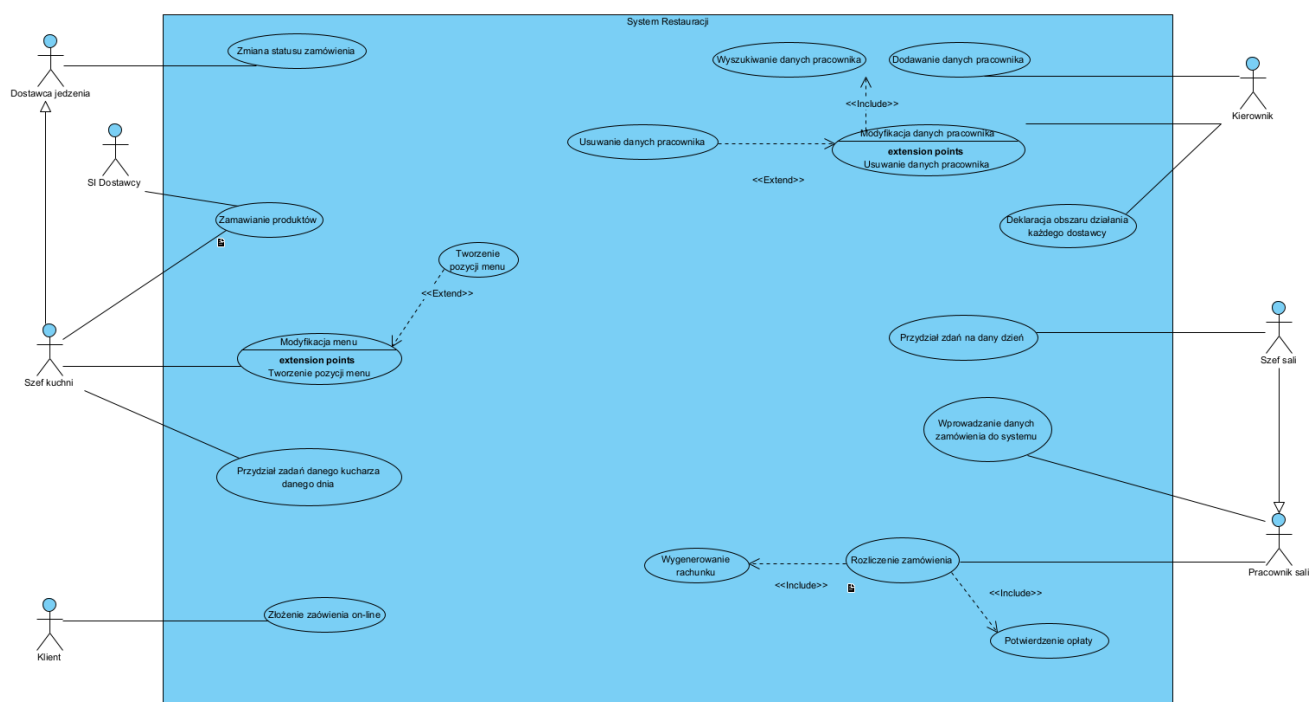 System Restauracji
Zmiana statusu zamówienia
Wyszukiwanie danych pracownika
Dodawanie danych pracownika
Dostawca jedzenia
<<Include>>
Kierownik
Usuwanie danych pracownika
Modyfikacja danych pracownika
extension points
Usuwanie danych pracownika
<<Extend>>
SI Dostawcy
Zamawianie produktów
Deklaracja obszaru działania
każdego dostawcy
Tworzenie
pozycji menu
<<Extend>>
Modyfikacja menu
extension points
Tworzenie pozycji menu
Szef kuchni
Przydział zdań na dany dzień
Szef sali
Wprowadzanie danych
zamówienia do systemu
Przydział zadań danego kucharza
danego dnia
Wygenerowanie
rachunku
<<Include>>
Rozliczenie zamówienia
Pracownik sali
<<Include>>
Złożenie zaówienia on-line
Potwierdzenie opłaty
Klient